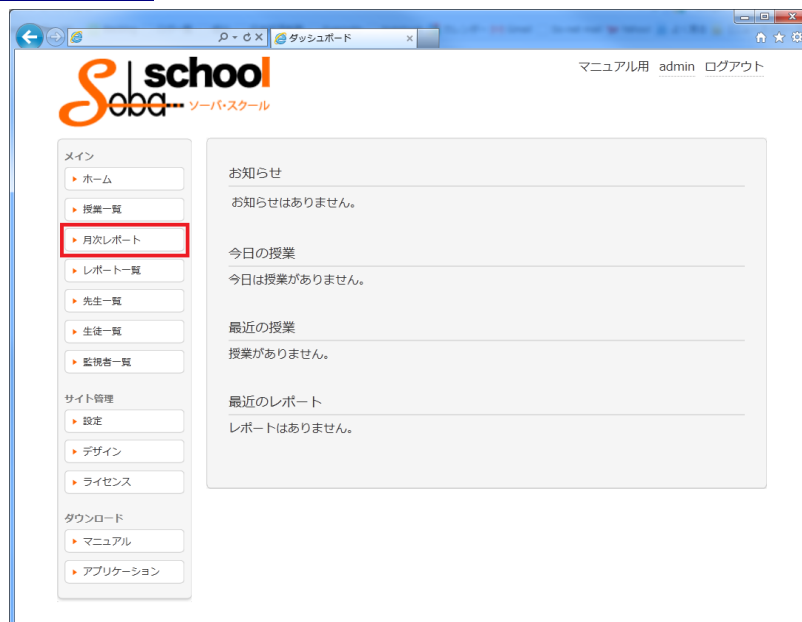 ダッシュボード
マニュアル用 admin ログアウト
Soba school
ソーバ・スクール
メイン
ホーム
授業一覧
月次レポート
レポート一覧
先生一覧
生徒一覧
監視者一覧
サイト管理
設定
デザイン
ライセンス
ダウンロード
マニュアル
アプリケーション
お知らせ
お知らせはありません。
今日の授業
今日は授業がありません。
最近の授業
授業がありません。
最近のレポート
レポートはありません。